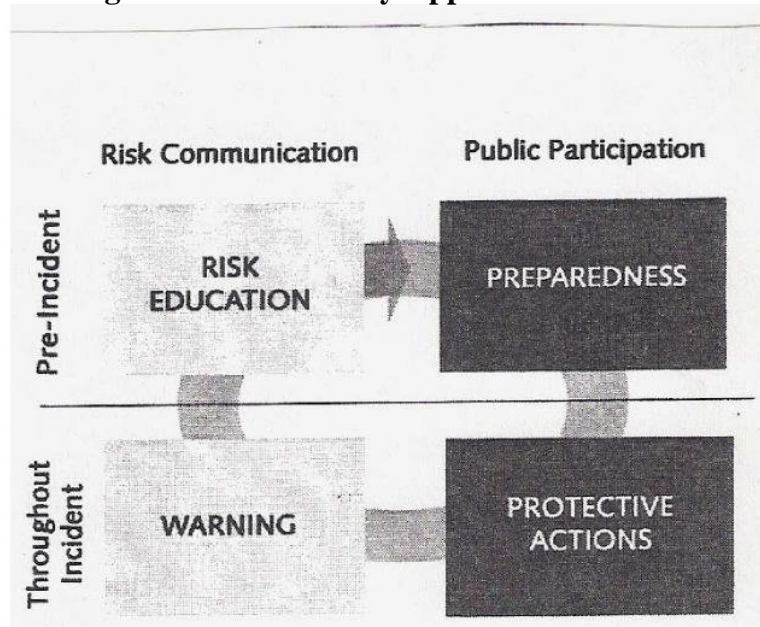 Risk Communication
Public Participation
Pre-Incident
RISK
EDUCATION
PREPAREDNESS
Throughout
Incident
WARNING
PROTECTIVE
ACTIONS